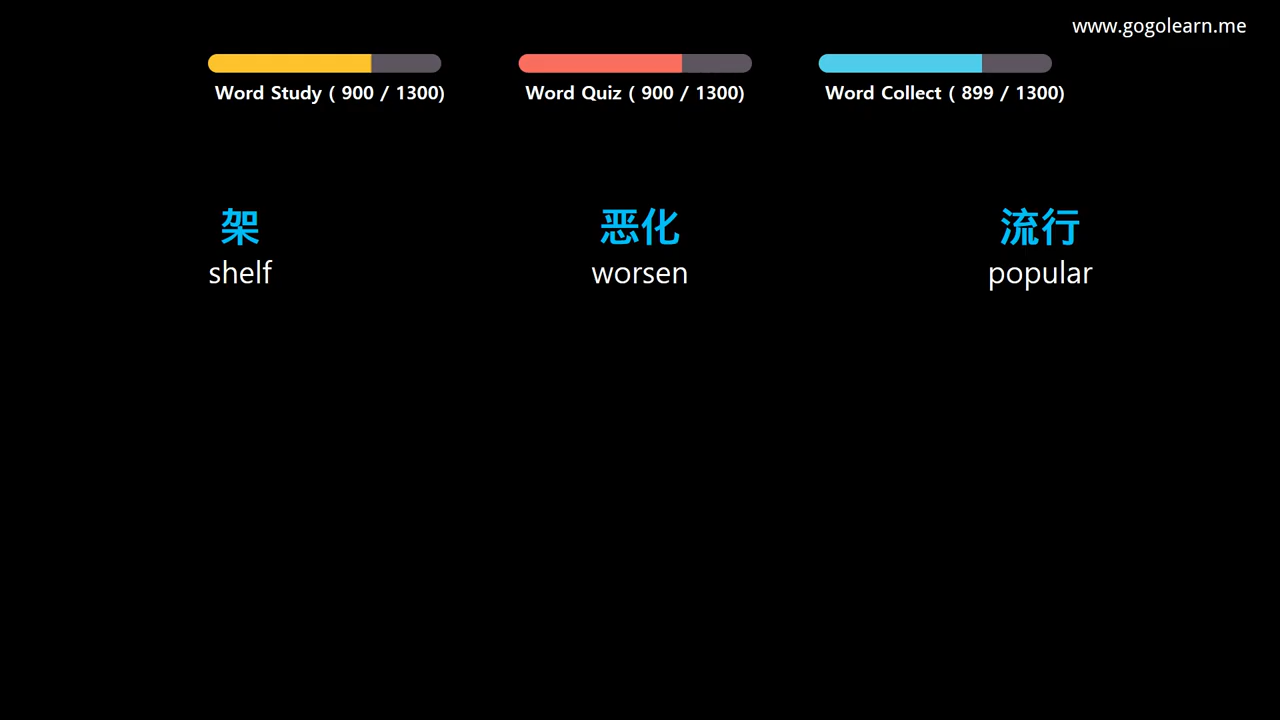 www.gogolearn.me
Word Study ( 900 / 1300)
Word Quiz ( 900 / 1300)
Word Collect ( 899 / 1300)
架
shelf
恶化
worsen
流行
popular